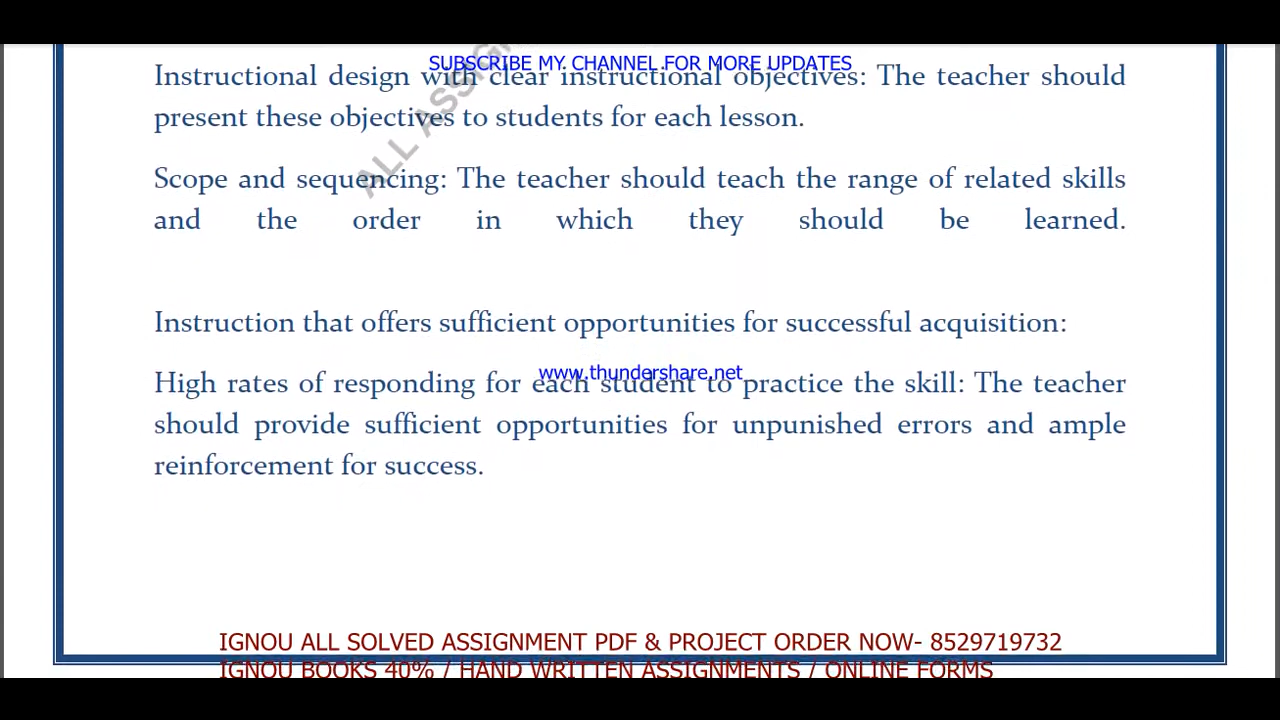 SUBSCRIBE MY CHANNEL FOR MORE UPDATES
Instructional design with clear instructional objectives: The teacher should
present these objectives to students for each lesson.
ALL ASSIG
Scope and sequencing: The teacher should teach the range of related skills
and the order in which they should be learned.
Instruction that offers sufficient opportunities for successful acquisition:
www.thundershare.net
High rates of responding for each student to practice the skill: The teacher
should provide sufficient opportunities for unpunished errors and ample
reinforcement for success.
IGNOU ALL SOLVED ASSIGNMENT PDF & PROJECT ORDER NOW- 8529719732
IGNOU BOOKS 40% / HAND WRITTEN ASSIGNMENTS / ONLINE FORMS